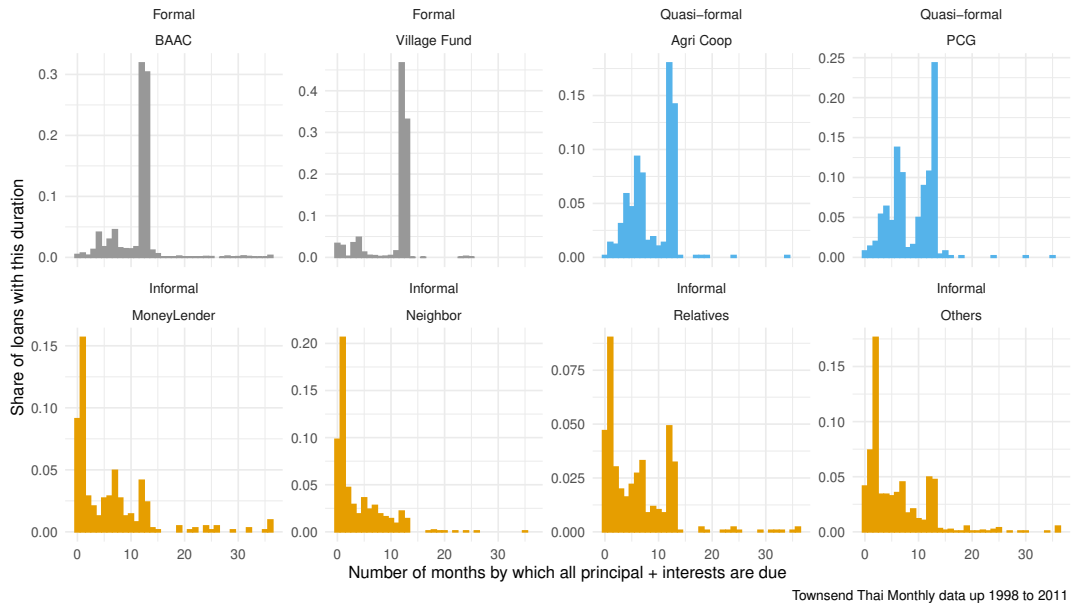 Formal
BAAC
Formal
Village Fund
Quasi−formal
Agri Coop
Quasi−formal
PCG
0.3
0.2
0.1
0.0
0.4
0.3
0.2
0.1
0.0
0.15
0.10
0.05
0.00
0.25
0.20
0.15
0.10
0.05
0.00
Share of loans with this duration
Informal
MoneyLender
Informal
Neighbor
Informal
Relatives
Informal
Others
0.15
0.10
0.05
0.00
0.20
0.15
0.10
0.05
0.00
0.075
0.050
0.025
0.000
0.15
0.10
0.05
0.00
0 10 20 30
0 10 20 30
0 10 20 30
0 10 20 30
Number of months by which all principal + interests are due
Townsend Thai Monthly data up 1998 to 2011